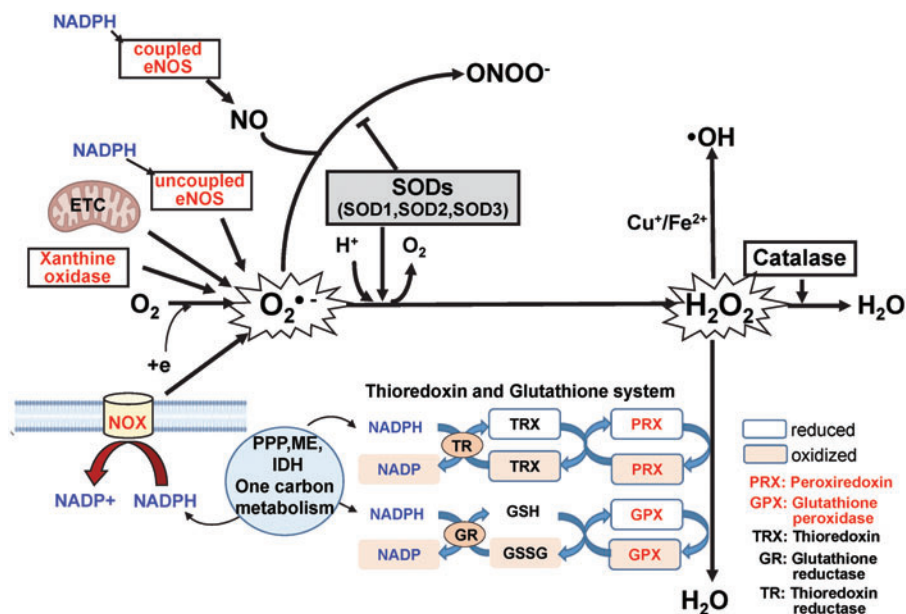 NADPH
coupled
eNOS
NO
ONOO⁻
NADPH
uncoupled
eNOS
ETC
Xanthine
oxidase
SODs
(SOD1,SOD2,SOD3)
H⁺
O₂
•OH
Cu⁺/Fe²⁺
Catalase
O₂
O₂•⁻
H₂O₂
H₂O
+e
NOX
NADP+
NADPH
PPP,ME,
IDH
One carbon
metabolism
Thioredoxin and Glutathione system
NADPH
TR
TRX
PRX
NADP
TRX
PRX
NADPH
GR
GSH
GPX
NADP
GSSG
GPX
H₂O
reduced
oxidized
PRX: Peroxiredoxin
GPX: Glutathione
peroxidase
TRX: Thioredoxin
GR: Glutathione
reductase
TR: Thioredoxin
reductase